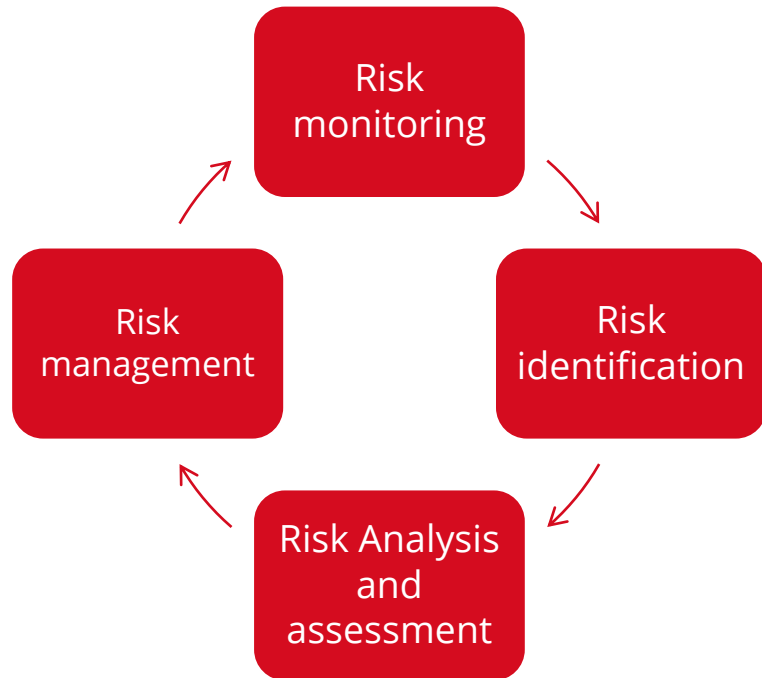 Risk
monitoring
Risk
identification
Risk Analysis
and
assessment
Risk
management